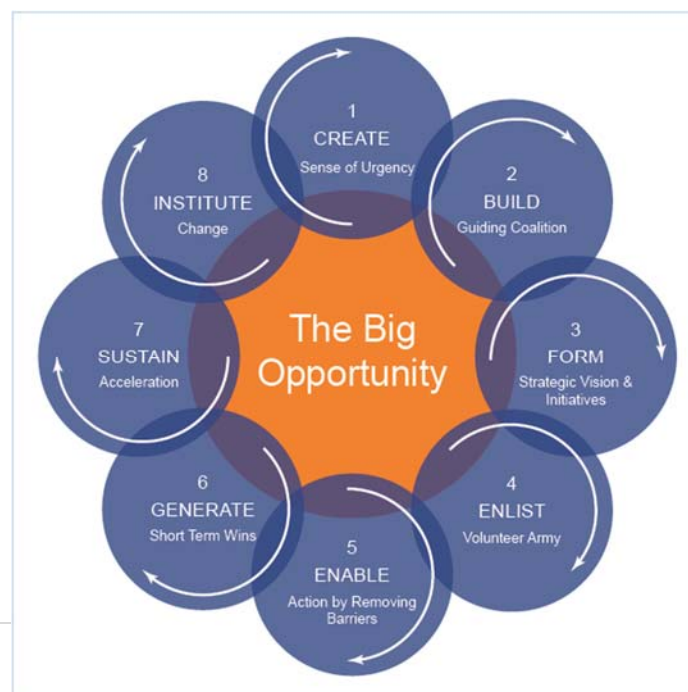 1
CREATE
Sense of Urgency
2
BUILD
Guiding Coalition
3
FORM
Strategic Vision &
Initiatives
4
ENLIST
Volunteer Army
5
ENABLE
Action by Removing
Barriers
6
GENERATE
Short Term Wins
7
SUSTAIN
Acceleration
8
INSTITUTE
Change
The Big
Opportunity